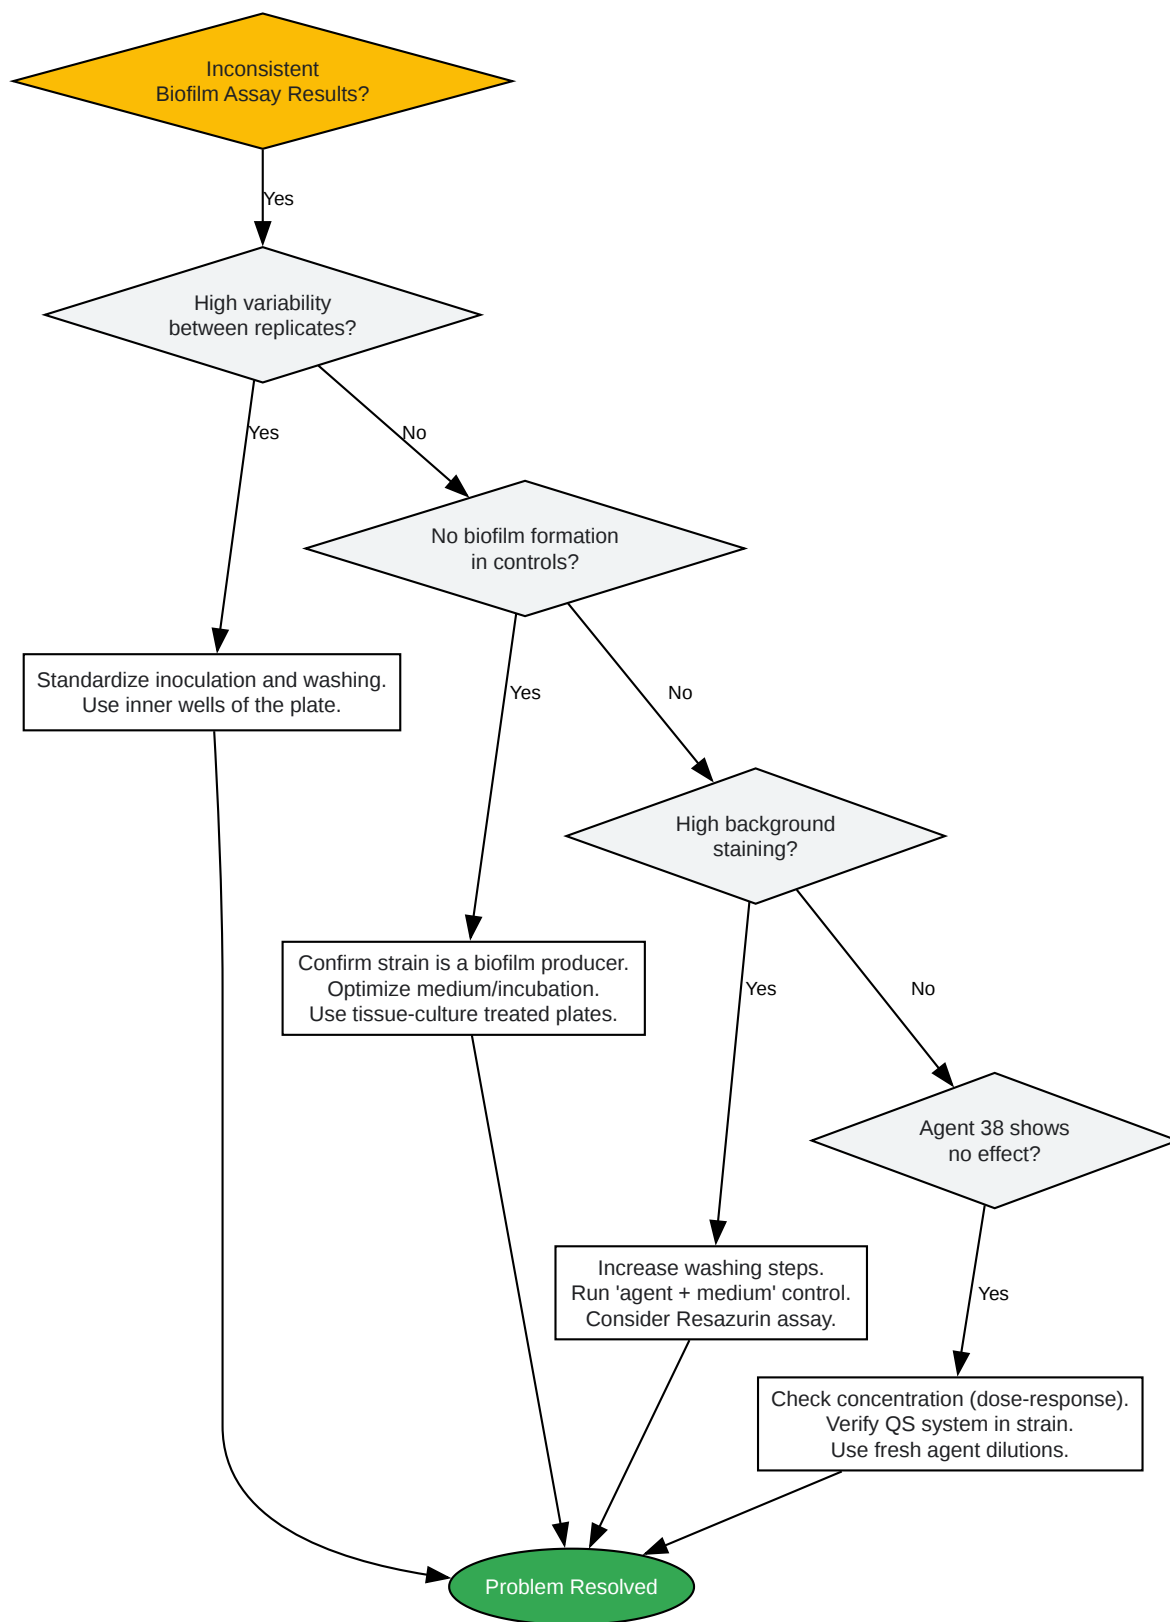 Inconsistent
Biofilm Assay Results?
Yes
High variability
between replicates?
Yes
No
No biofilm formation
in controls?
Standardize inoculation and washing.
Use inner wells of the plate.
Yes
No
High background
staining?
Confirm strain is a biofilm producer.
Optimize medium/incubation.
Use tissue-culture treated plates.
Yes
No
Agent 38 shows
no effect?
Increase washing steps.
Run 'agent + medium' control.
Consider Resazurin assay.
Yes
Check concentration (dose-response).
Verify QS system in strain.
Use fresh agent dilutions.
Problem Resolved